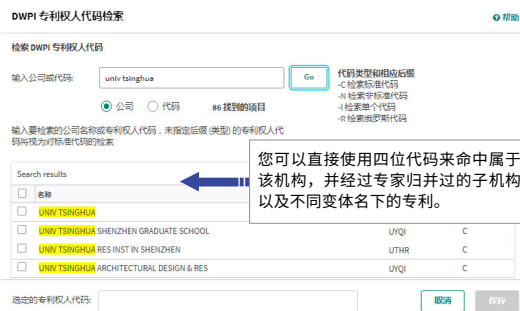 DWPI 专利权人代码检索
帮助
检索 DWPI 专利权人代码
输入公司或代码:
univ tsinghua
Go
代码类型和相应后缀
-C 检索标准代码
-N 检索非标准代码
-I 检索单个代码
-R 检索俄罗斯代码
公司
代码
86 找到的项目
输入要检索的公司名称或专利权人代码，未指定后缀 (类型) 的专利权人代
码将视为对标准代码的检索
您可以直接使用四位代码来命中属于
该机构，并经过专家归并过的子机构
以及不同变体名下的专利。
Search results
名称
UNIV TSINGHUA
UNIV TSINGHUA SHENZHEN GRADUATE SCHOOL UYQI C
UNIV TSINGHUA RES INST IN SHENZHEN UTHR C
UNIV TSINGHUA ARCHITECTURAL DESIGN & RES UYQI C
选定的专利权人代码:
取消
保存